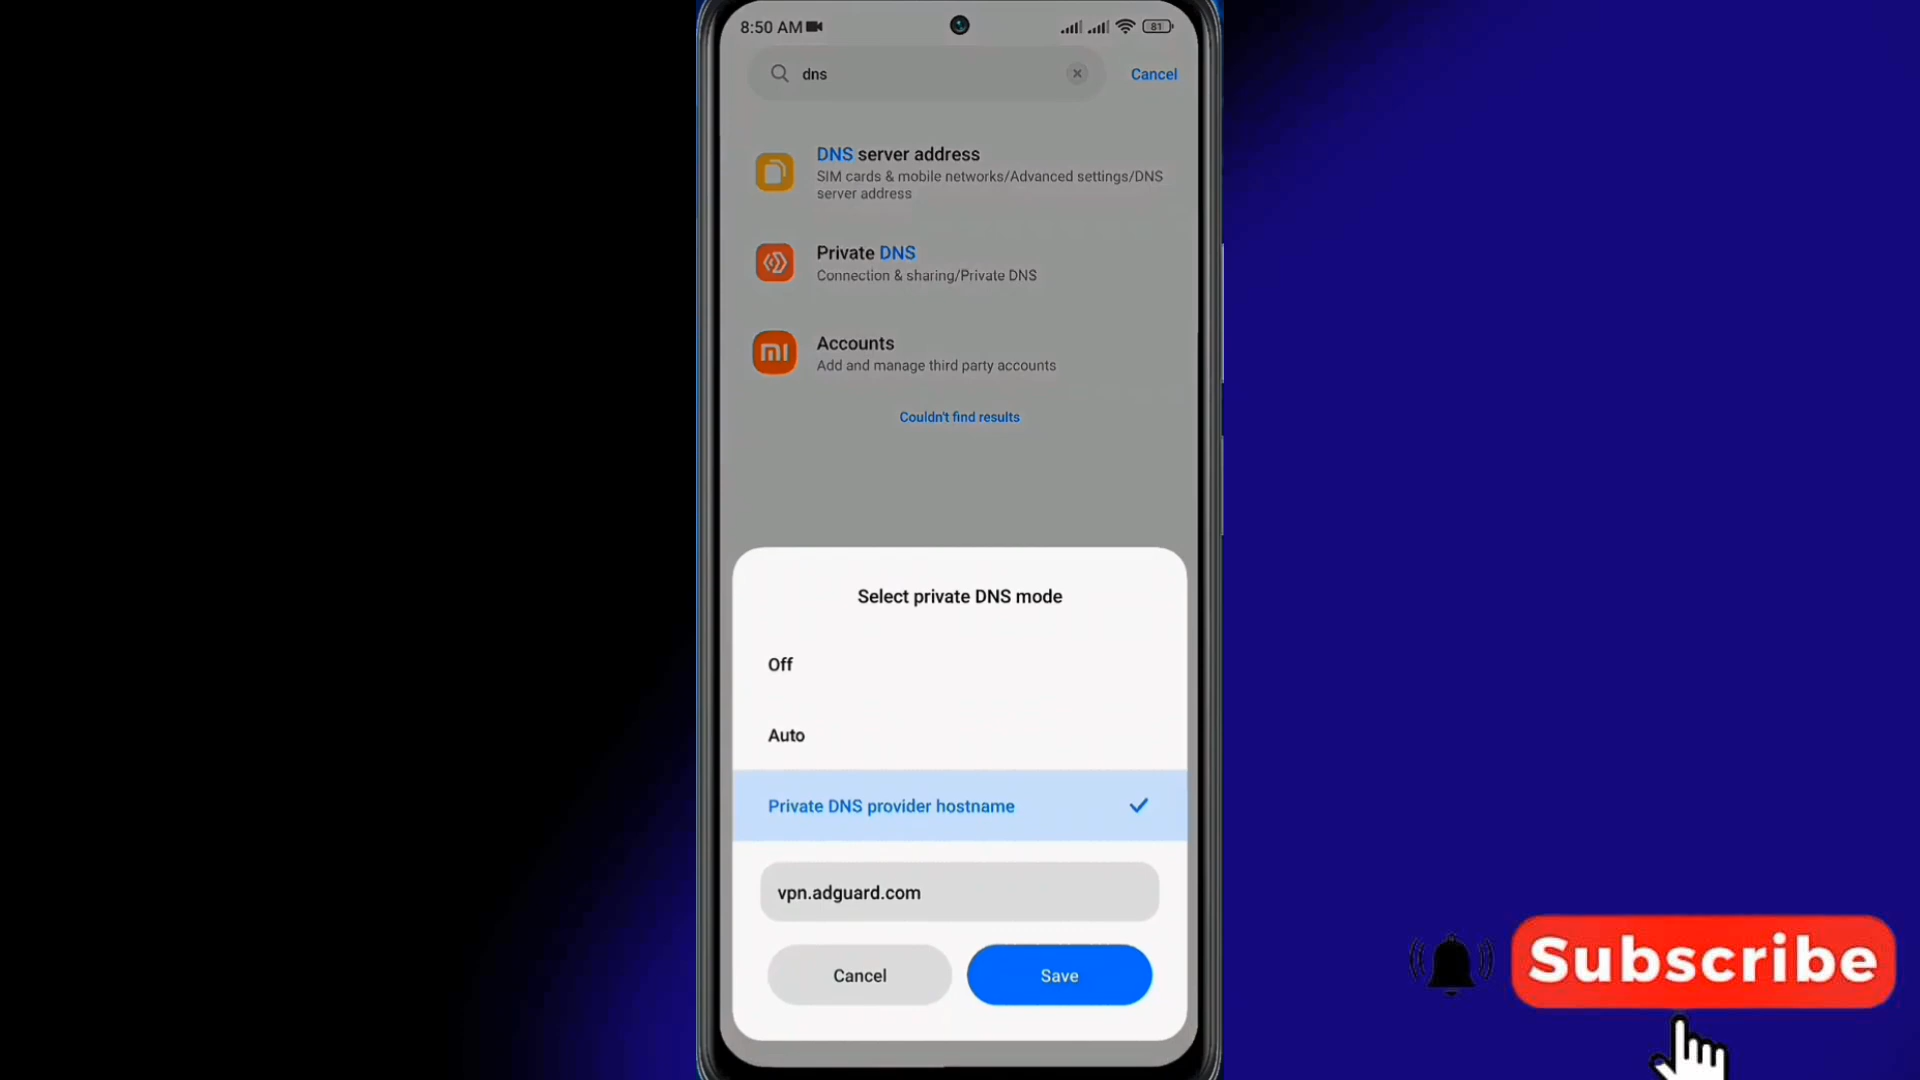 8:50 AM
81
dns
Cancel
DNS server address
SIM cards & mobile networks/Advanced settings/DNS
server address
Private DNS
Connection & sharing/Private DNS
mi
Accounts
Add and manage third party accounts
Couldn't find results
Select private DNS mode
Off
Auto
Private DNS provider hostname
vpn.adguard.com
Cancel
Save
Subscribe